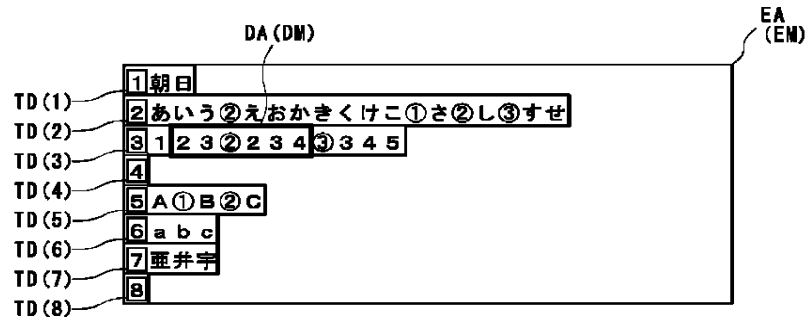 DA(DM)
EA
(EM)
TD(1) 1 朝日
TD(2) 2 あいう②えおかきくけこ①さ②し③すせ
TD(3) 3 1 2 3 ② 2 3 4 ③ 3 4 5
TD(4) 4
TD(5) 5 A①B②C
TD(6) 6 a b c
TD(7) 7 亜井宇
TD(8) 8